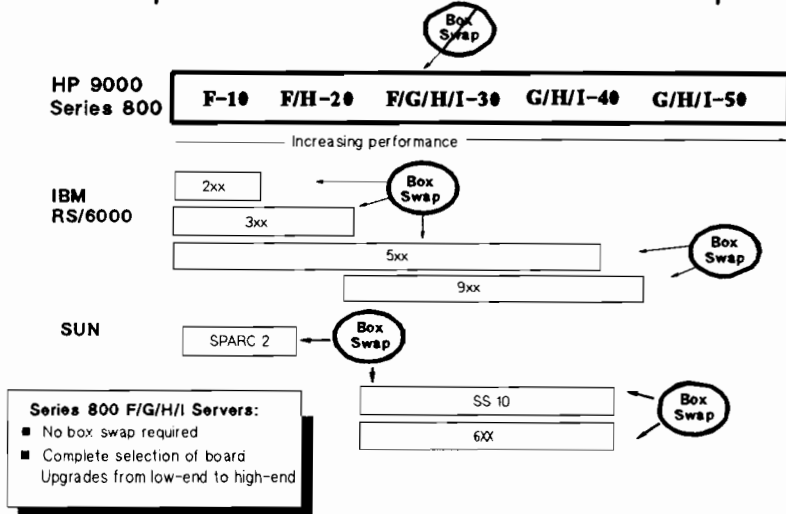 Box
Swap
HP 9000
Series 800
F-10 F/H-20 F/G/H/I-30 G/H/I-40 G/H/I-50
Increasing performance
IBM
RS/6000
2xx
Box
Swap
3xx
5xx
Box
Swap
9xx
SUN
SPARC 2
Box
Swap
SS 10
6XX
Box
Swap
Series 800 F/G/H/I Servers:
■ No box swap required
■ Complete selection of board
Upgrades from low-end to high-end